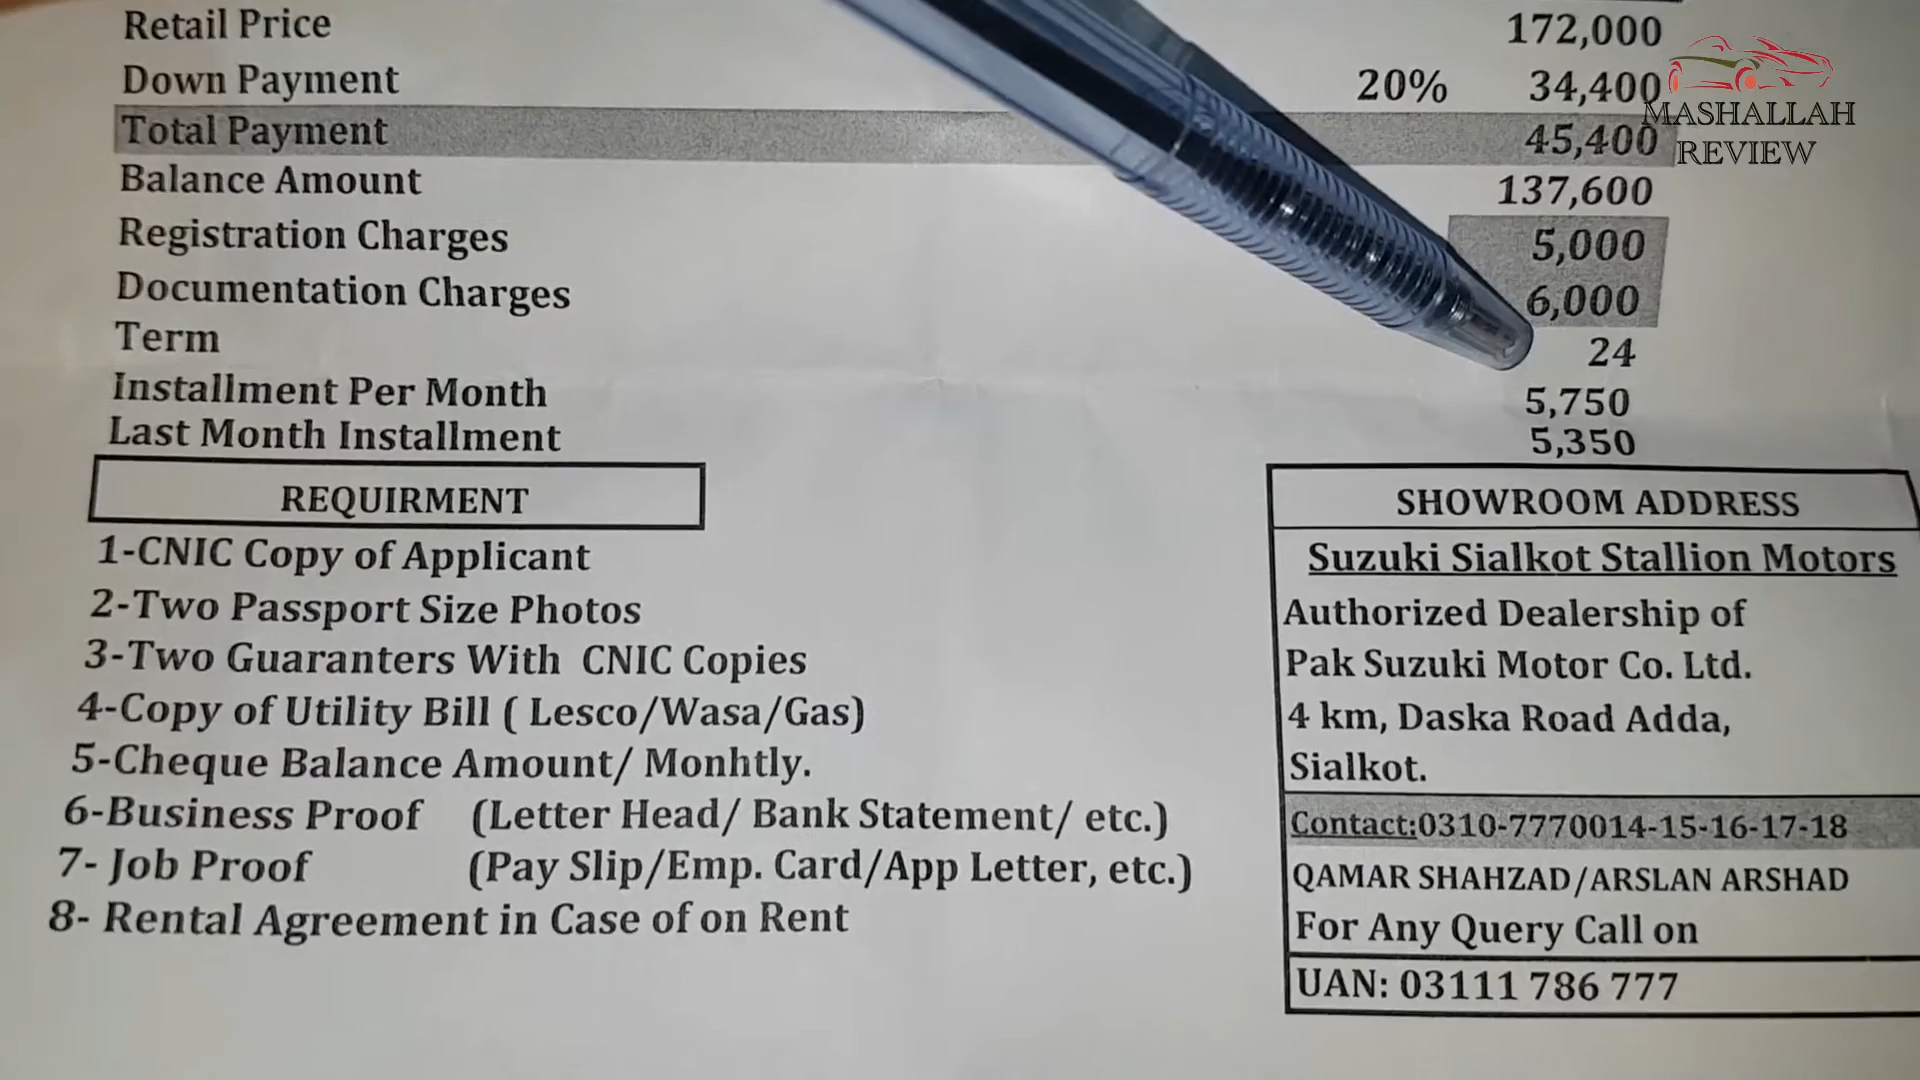 Retail Price 172,000
Down Payment 20% 34,400
Total Payment 45,400
Balance Amount 137,600
Registration Charges 5,000
Documentation Charges 6,000
Term 24
Installment Per Month 5,750
Last Month Installment 5,350
MASHALLAH
REVIEW
REQUIRMENT
1-CNIC Copy of Applicant
2-Two Passport Size Photos
3-Two Guaranters With CNIC Copies
4-Copy of Utility Bill ( Lesco/Wasa/Gas)
5-Cheque Balance Amount/ Monhtly.
6-Business Proof (Letter Head/ Bank Statement/ etc.)
7- Job Proof (Pay Slip/Emp. Card/App Letter, etc.)
8- Rental Agreement in Case of on Rent
SHOWROOM ADDRESS
Suzuki Sialkot Stallion Motors
Authorized Dealership of
Pak Suzuki Motor Co. Ltd.
4 km, Daska Road Adda,
Sialkot.
Contact:0310-7770014-15-16-17-18
QAMAR SHAHZAD/ARSLAN ARSHAD
For Any Query Call on
UAN: 03111 786 777